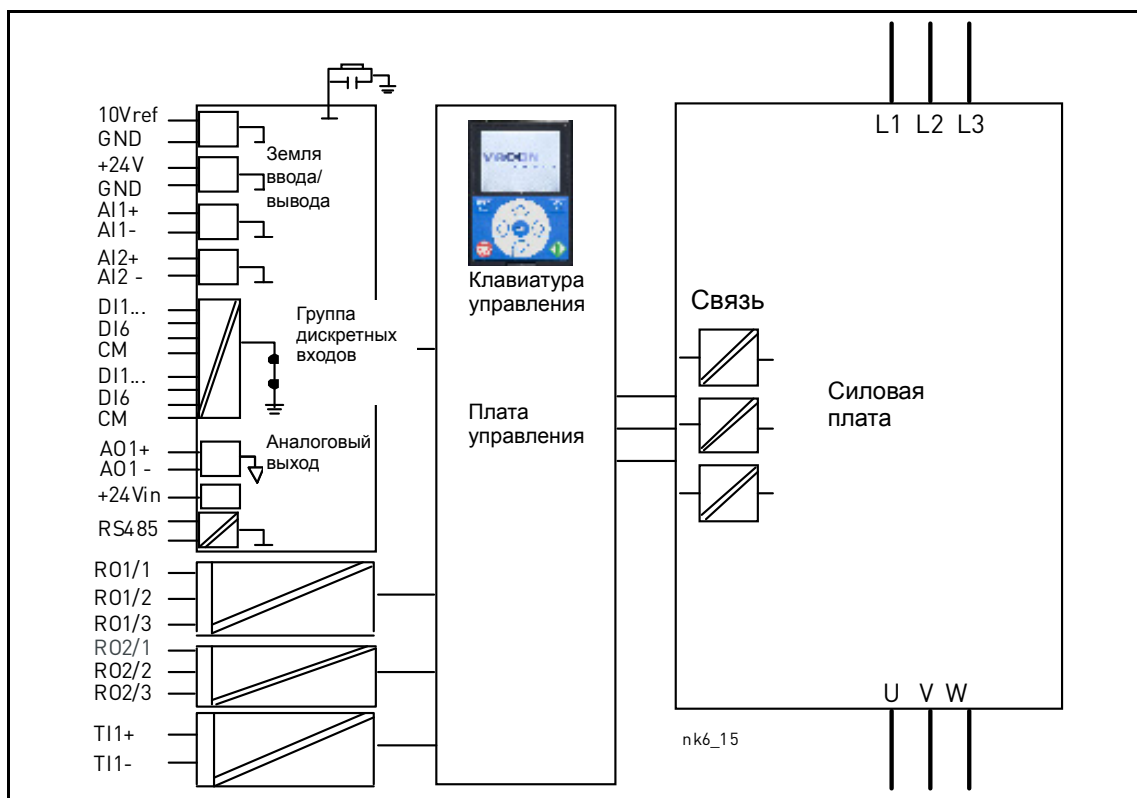 10Vref
GND
+24V
GND
AI1+
AI1-
AI2+
AI2 -
DI1...
DI6
CM
DI1...
DI6
CM
AO1+
AO1 -
+24Vin
RS485
RO1/1
RO1/2
RO1/3
RO2/1
RO2/2
RO2/3
TI1+
TI1-
Земля
ввода/
вывода
Группа
дискретных
входов
Аналоговый
выход
VACON
Клавиатура
управления
Плата
управления
L1 L2 L3
Связь
Силовая
плата
U V W
nk6_15